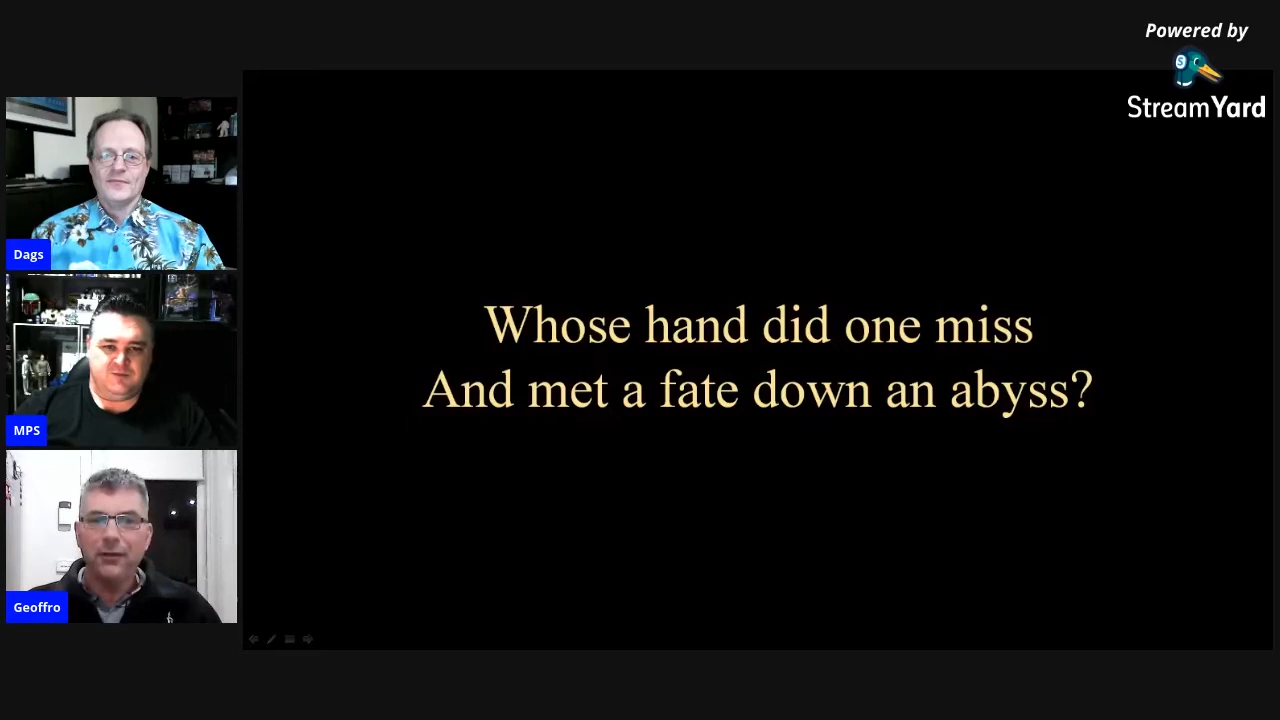 Powered by
StreamYard
Dags
MPS
Geoffro
Whose hand did one miss
And met a fate down an abyss?